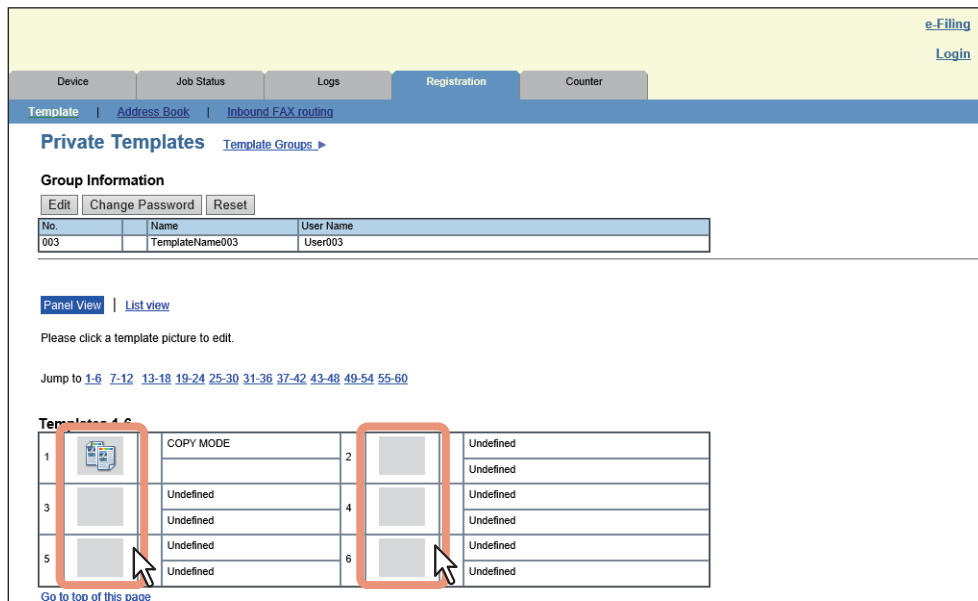 e-Filing
Login
Device Job Status Logs Registration Counter
Template | Address Book | Inbound FAX routing
Private Templates Template Groups
Group Information
Edit Change Password Reset
No. Name User Name
003 TemplateName003 User003
Panel View | List view
Please click a template picture to edit.
Jump to 1-6 7-12 13-18 19-24 25-30 31-36 37-42 43-48 49-54 55-60
Templates 1-6
1 COPY MODE 2 Undefined
Undefined
3 Undefined 4 Undefined
Undefined Undefined
5 Undefined 6 Undefined
Undefined Undefined
Go to top of this page